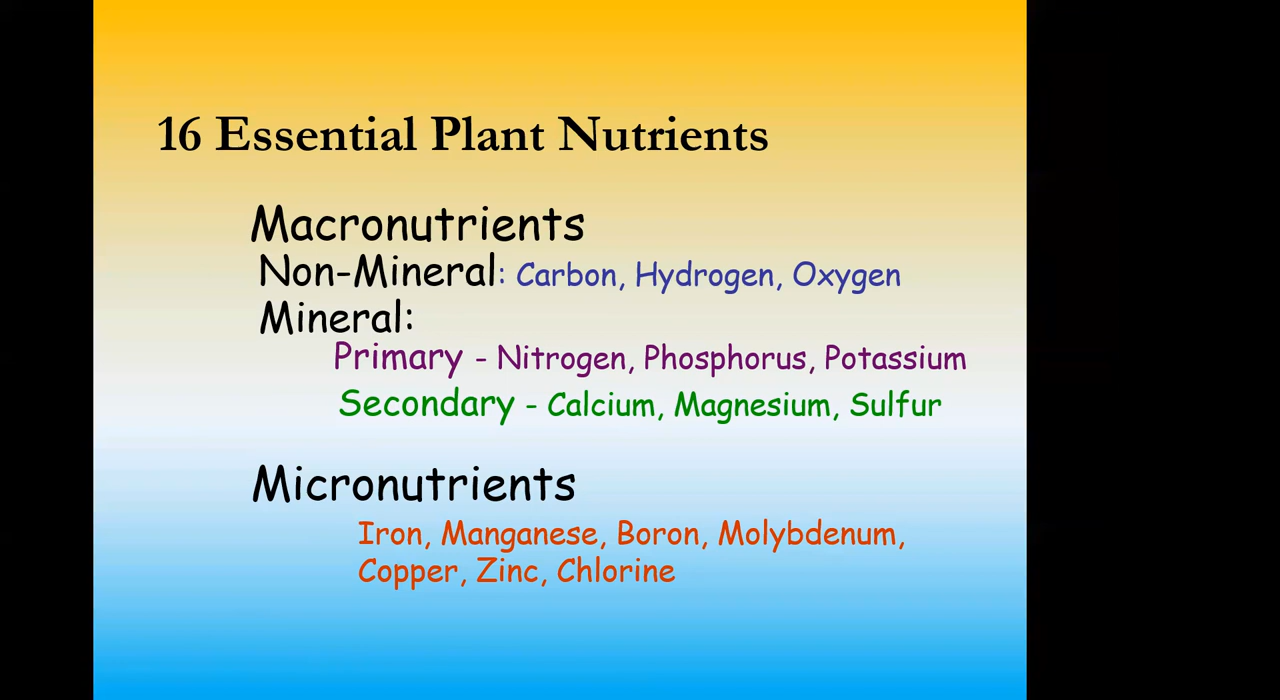 16 Essential Plant Nutrients
Macronutrients
Non-Mineral: Carbon, Hydrogen, Oxygen
Mineral:
Primary - Nitrogen, Phosphorus, Potassium
Secondary - Calcium, Magnesium, Sulfur
Micronutrients
Iron, Manganese, Boron, Molybdenum,
Copper, Zinc, Chlorine